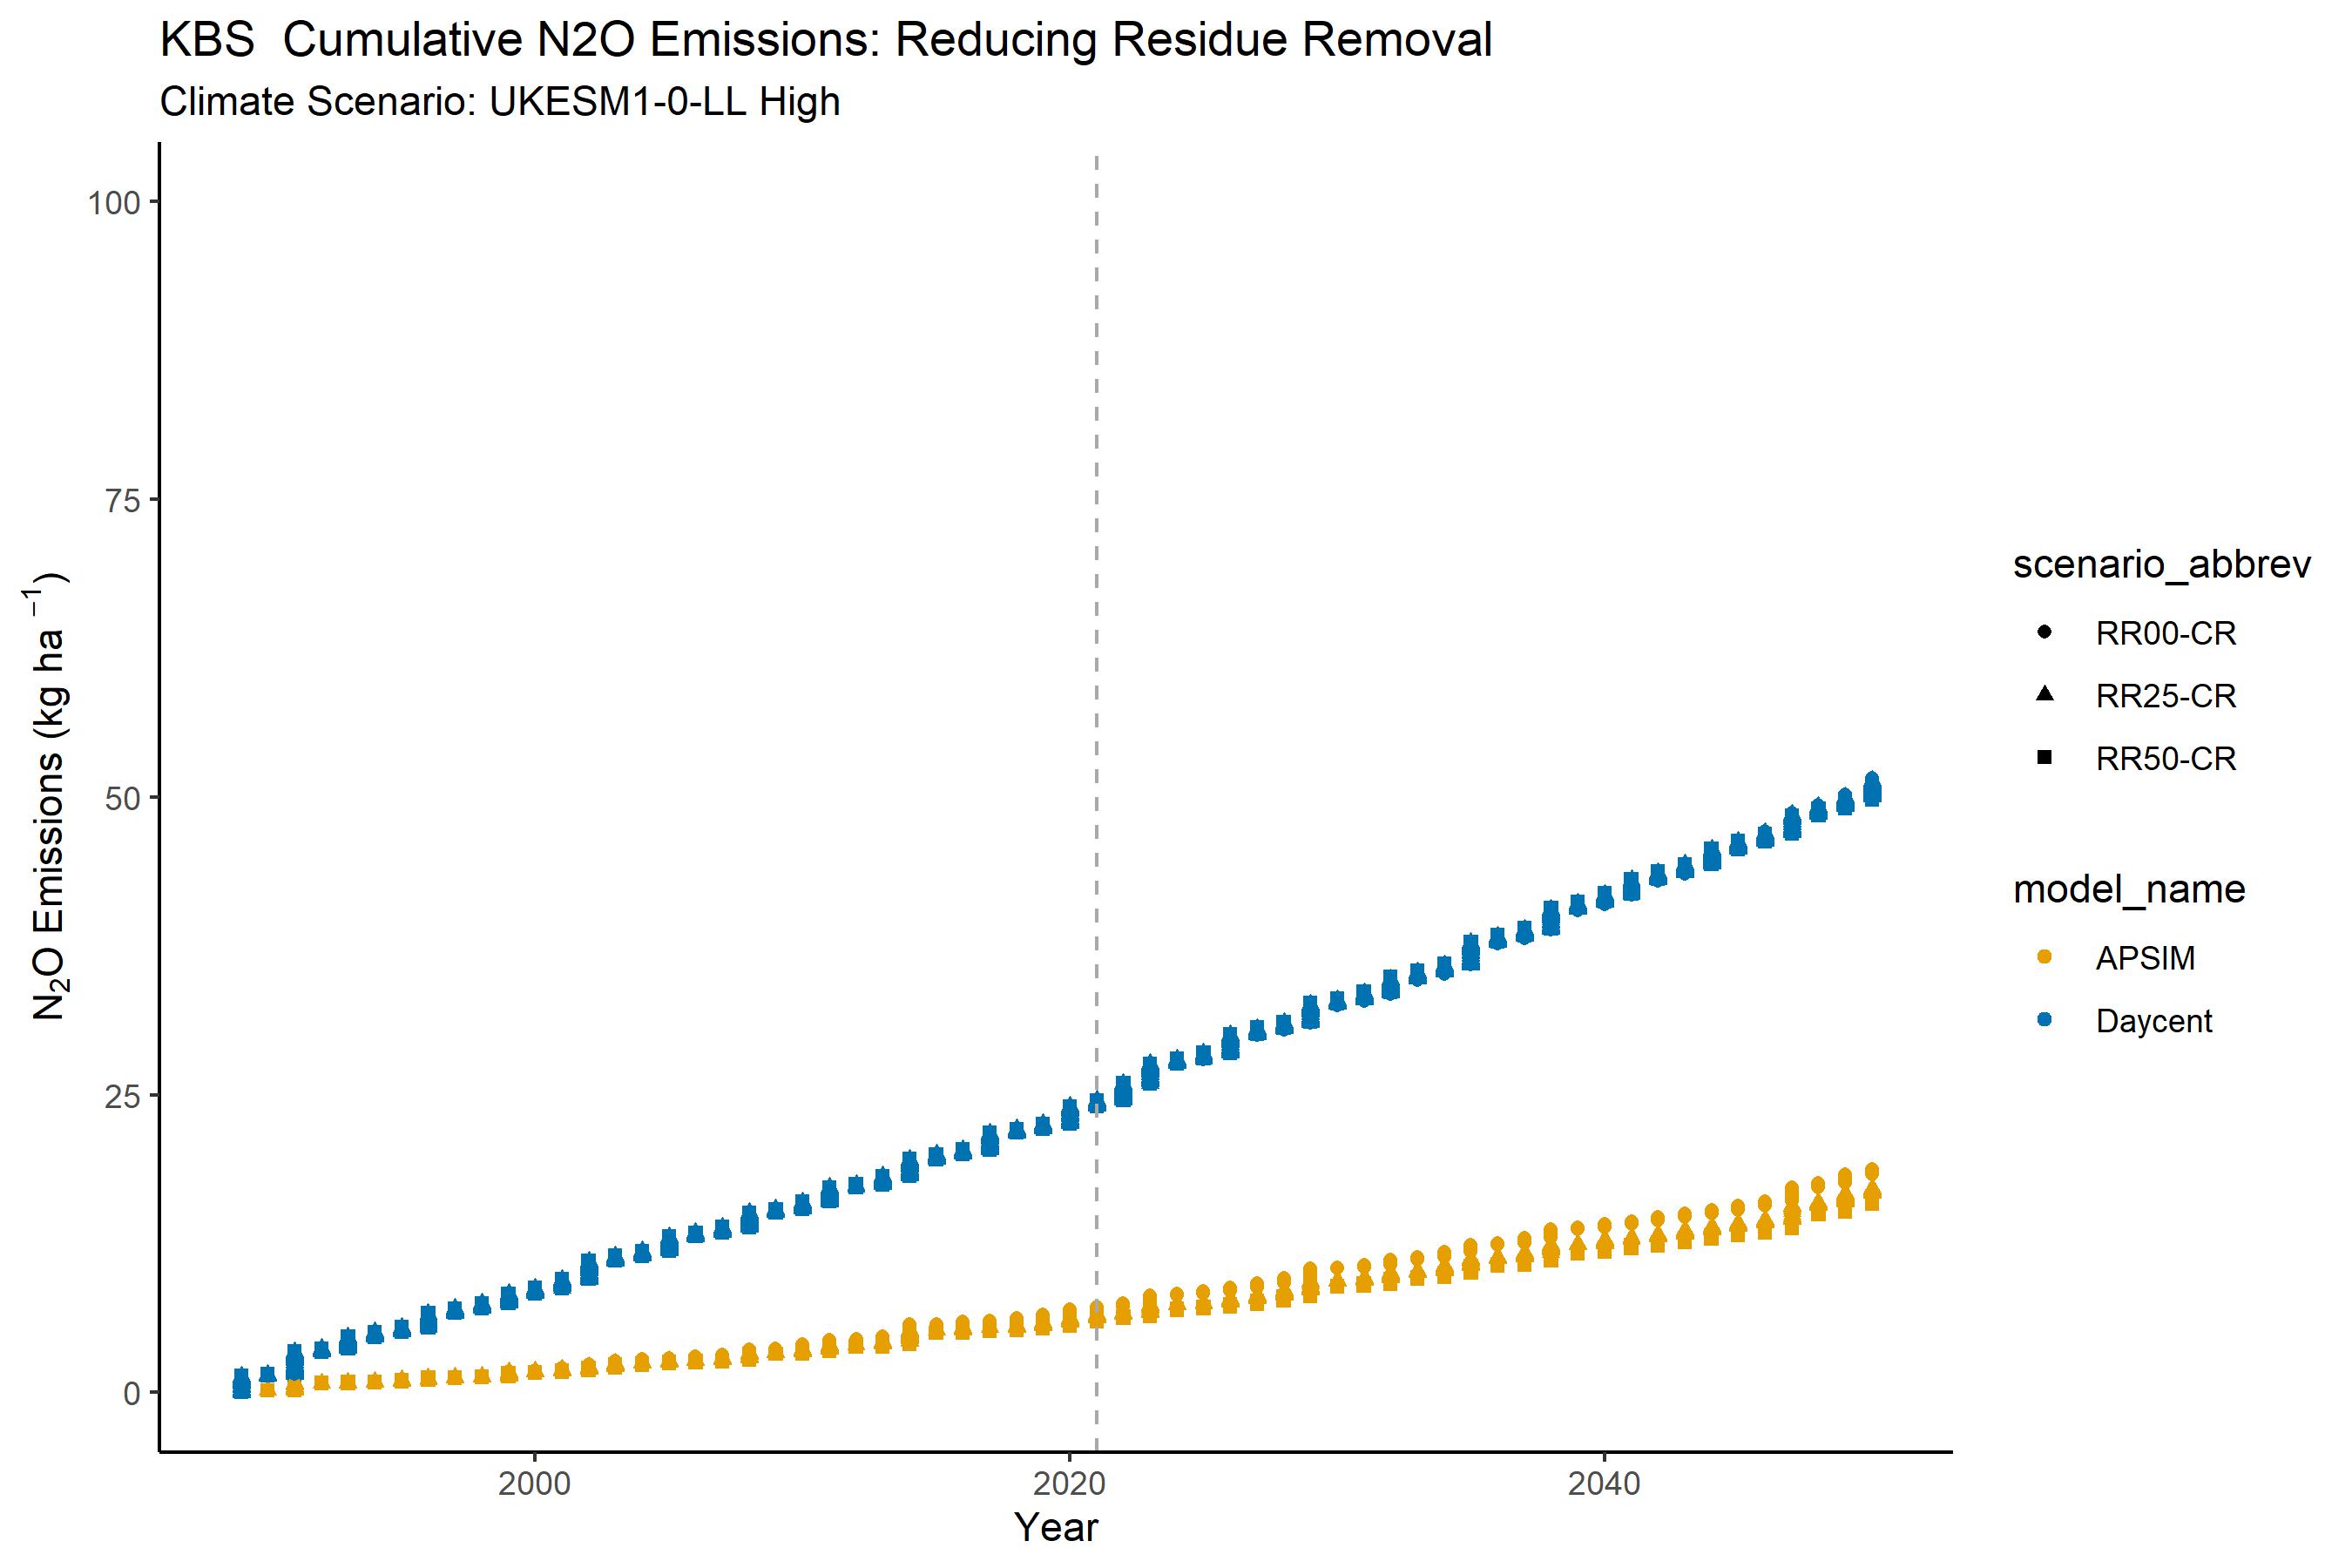 KBS  Cumulative N2O Emissions: Reducing Residue Removal
Climate Scenario: UKESM1-0-LL High
N₂O Emissions (kg ha ⁻¹)
100
75
50
25
0
2000
2020
2040
Year
scenario_abbrev
RR00-CR
RR25-CR
RR50-CR
model_name
APSIM
Daycent